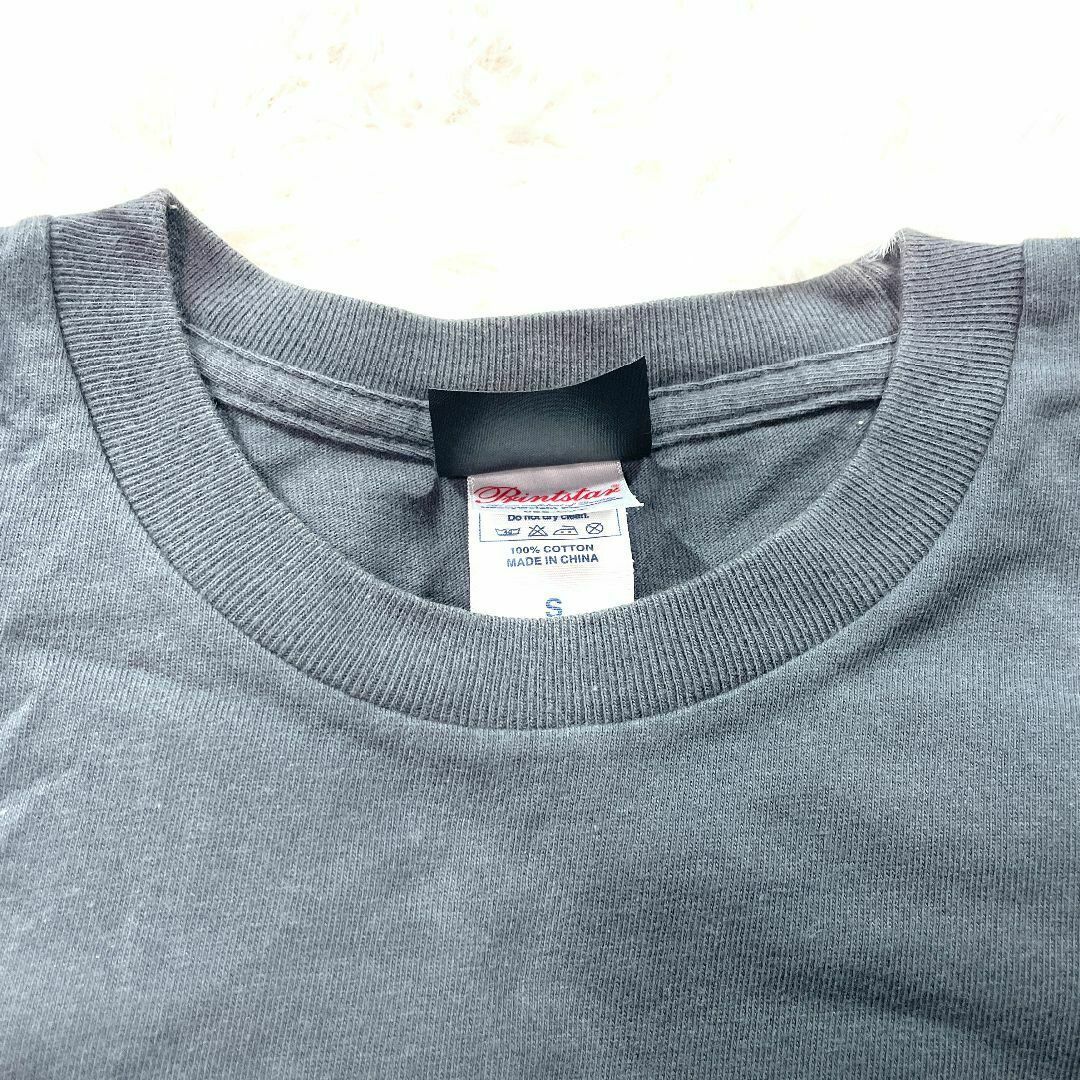 Printstar
Do not dry clean.
100% COTTON
MADE IN CHINA
S